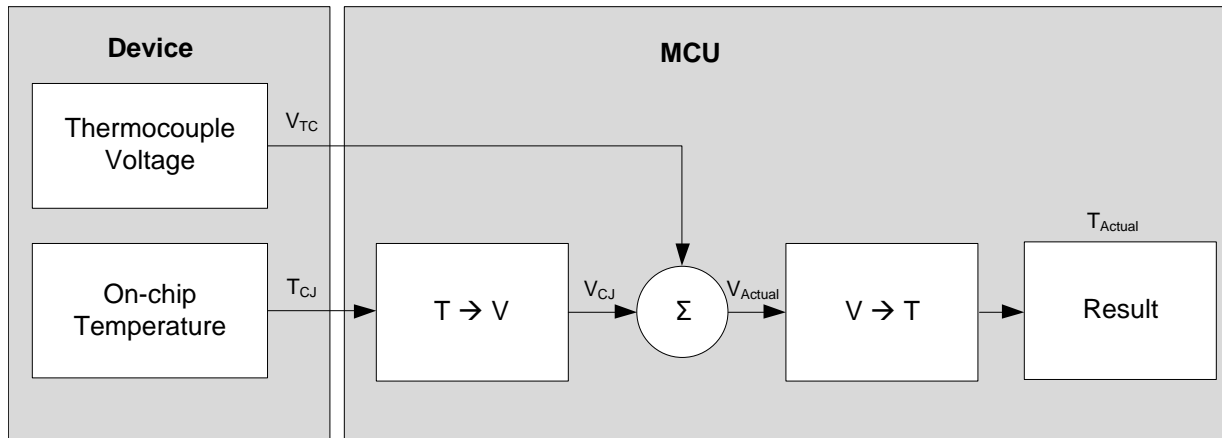 Device
MCU
Thermocouple
Voltage
V_TC
On-chip
Temperature
T_CJ
T → V
V_CJ
Σ
V_Actual
V → T
T_Actual
Result